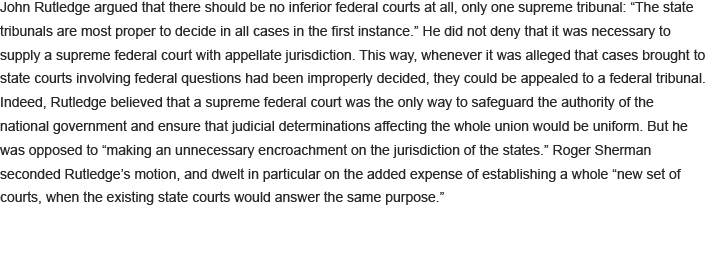 John Rutledge argued that there should be no inferior federal courts at all, only one supreme tribunal: “The state
tribunals are most proper to decide in all cases in the first instance.” He did not deny that it was necessary to
supply a supreme federal court with appellate jurisdiction. This way, whenever it was alleged that cases brought to
state courts involving federal questions had been improperly decided, they could be appealed to a federal tribunal.
Indeed, Rutledge believed that a supreme federal court was the only way to safeguard the authority of the
national government and ensure that judicial determinations affecting the whole union would be uniform. But he
was opposed to “making an unnecessary encroachment on the jurisdiction of the states.” Roger Sherman
seconded Rutledge’s motion, and dwelt in particular on the added expense of establishing a whole “new set of
courts, when the existing state courts would answer the same purpose.”